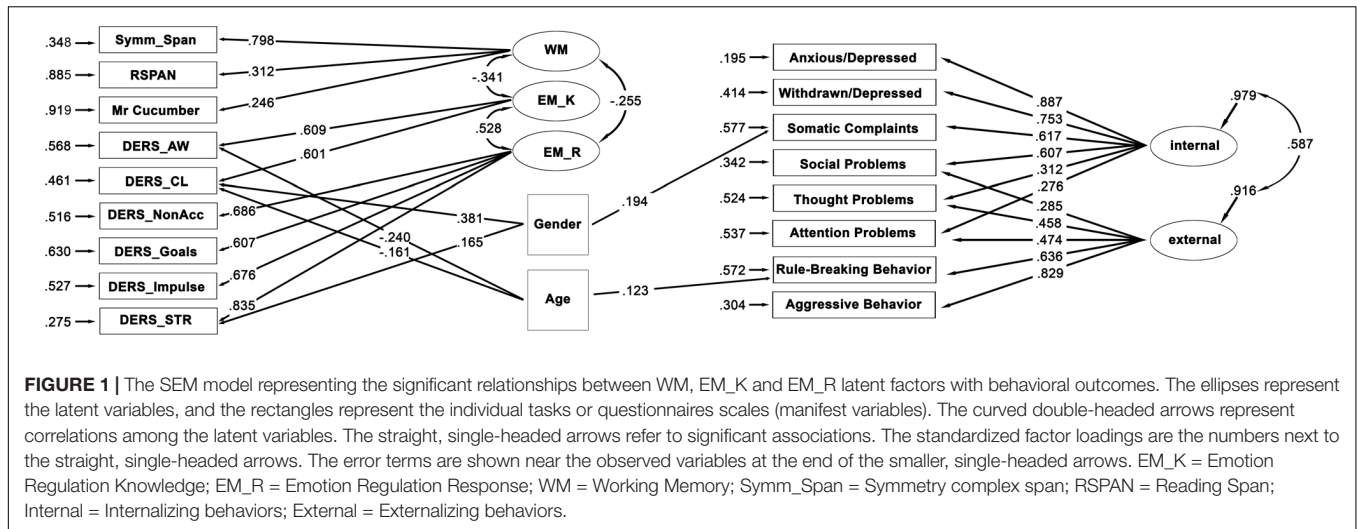 .348 Symm_Span .798 WM
.885 RSPAN .312
-.341
.919 Mr Cucumber .246 EM_K -.255
.568 DERS_AW .609 .528
.461 DERS_CL .601 EM_R
.516 DERS_NonAcc .686 .381 Gender .194
.630 DERS_Goals .607 -.240 .165
-.161
.527 DERS_Impulse .676 Age .123
.275 DERS_STR .835
.195 Anxious/Depressed .887 .979
.414 Withdrawn/Depressed .753
.577 Somatic Complaints .617 internal .587
.342 Social Problems .607
.312
.524 Thought Problems .276 .916
.285
.537 Attention Problems .458 external
.474
.572 Rule-Breaking Behavior .636
.304 Aggressive Behavior .829
FIGURE 1 | The SEM model representing the significant relationships between WM, EM_K and EM_R latent factors with behavioral outcomes. The ellipses represent
the latent variables, and the rectangles represent the individual tasks or questionnaires scales (manifest variables). The curved double-headed arrows represent
correlations among the latent variables. The straight, single-headed arrows refer to significant associations. The standardized factor loadings are the numbers next to
the straight, single-headed arrows. The error terms are shown near the observed variables at the end of the smaller, single-headed arrows. EM_K = Emotion
Regulation Knowledge; EM_R = Emotion Regulation Response; WM = Working Memory; Symm_Span = Symmetry complex span; RSPAN = Reading Span;
Internal = Internalizing behaviors; External = Externalizing behaviors.